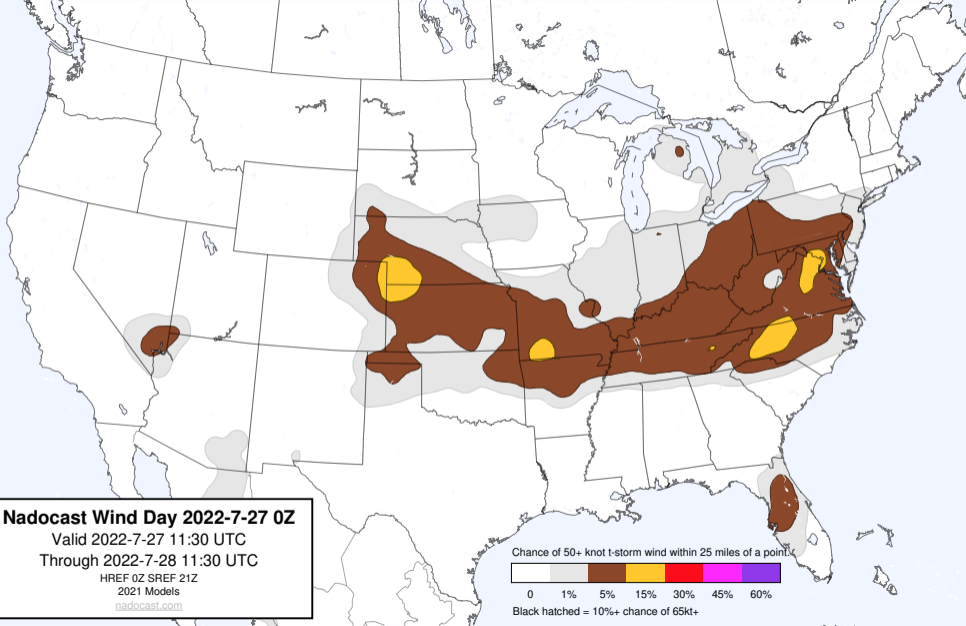 Nadocast Wind Day 2022-7-27 0Z
Valid 2022-7-27 11:30 UTC
Through 2022-7-28 11:30 UTC
HREF 0Z SREF 21Z
2021 Models
nadocast.com
Chance of 50+ knot t-storm wind within 25 miles of a point.
0 1% 5% 15% 30% 45% 60%
Black hatched = 10%+ chance of 65kt+